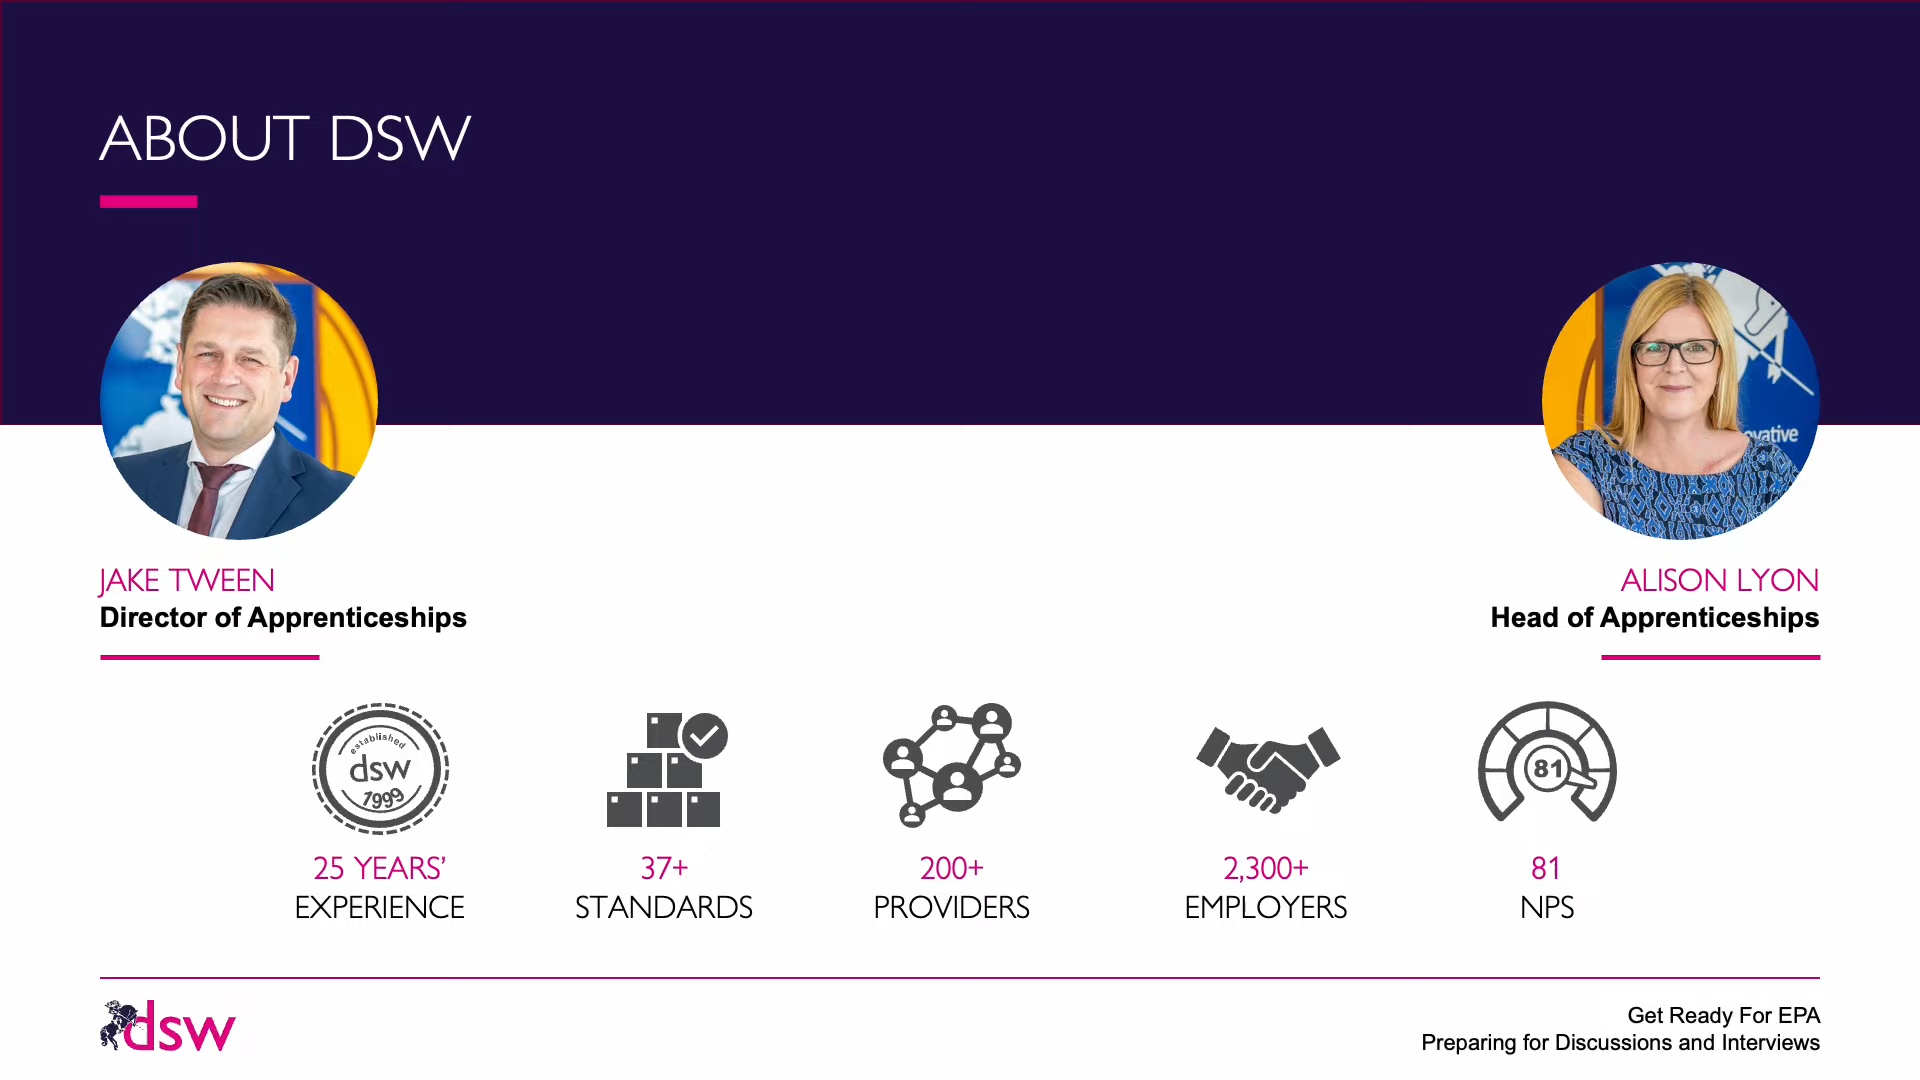 ABOUT DSW
ovative
JAKE TWEEN
Director of Apprenticeships
ALISON LYON
Head of Apprenticeships
established
dsw
1999
81
25 YEARS’
EXPERIENCE
37+
STANDARDS
200+
PROVIDERS
2,300+
EMPLOYERS
81
NPS
dsw
Get Ready For EPA
Preparing for Discussions and Interviews